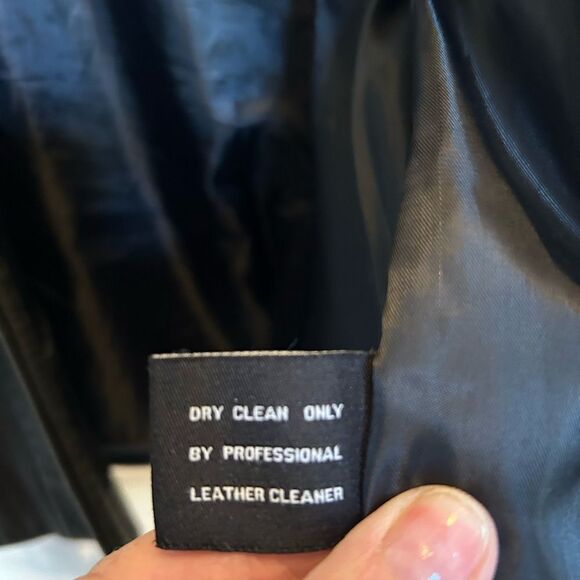 DRY CLEAN ONLY
BY PROFESSIONAL
LEATHER CLEANER